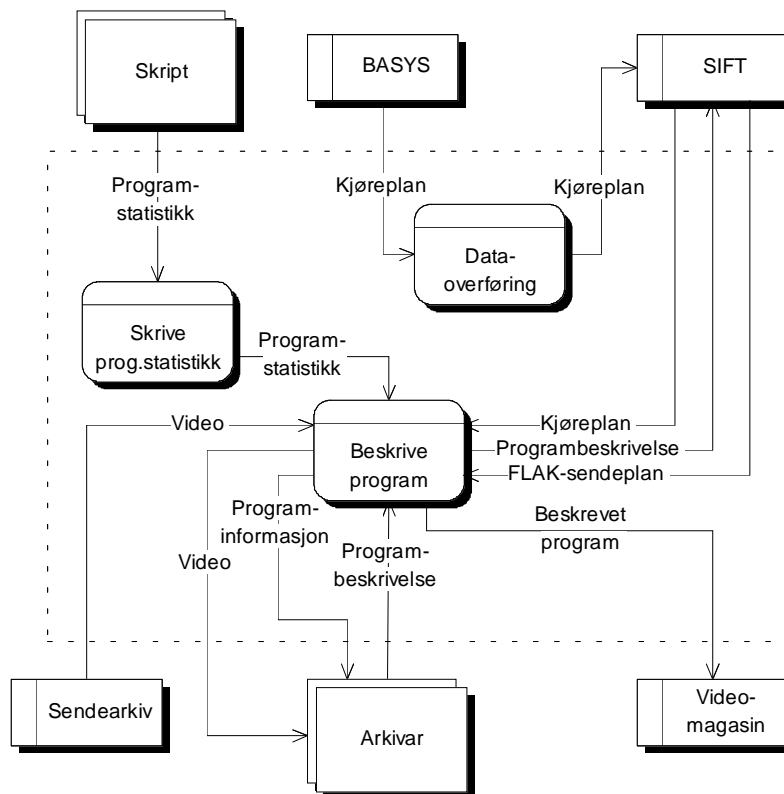 Skript
BASYS
SIFT
Program-
statistikk
Kjøreplan
Kjøreplan
Data-
overføring
Skrive
prog.statistikk
Program-
statistikk
Video
Kjøreplan
Beskrive
program
Programbeskrivelse
FLAK-sendeplan
Program-
informasjon
Video
Program-
beskrivelse
Beskrevet
program
Sendearkiv
Arkivar
Video-
magasin